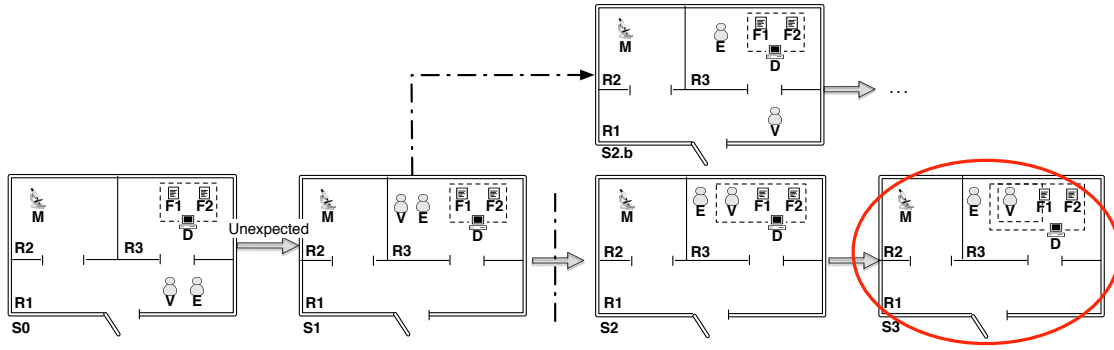 M
E
F1 F2
D
R2
R3
V
R1
S2.b
...
M
F1 F2
D
R2
R3
V E
R1
S0
Unexpected
M
V E
F1 F2
D
R2
R3
R1
S1
M
E
V
F1 F2
D
R2
R3
R1
S2
M
E
V
F1 F2
D
R2
R3
R1
S3